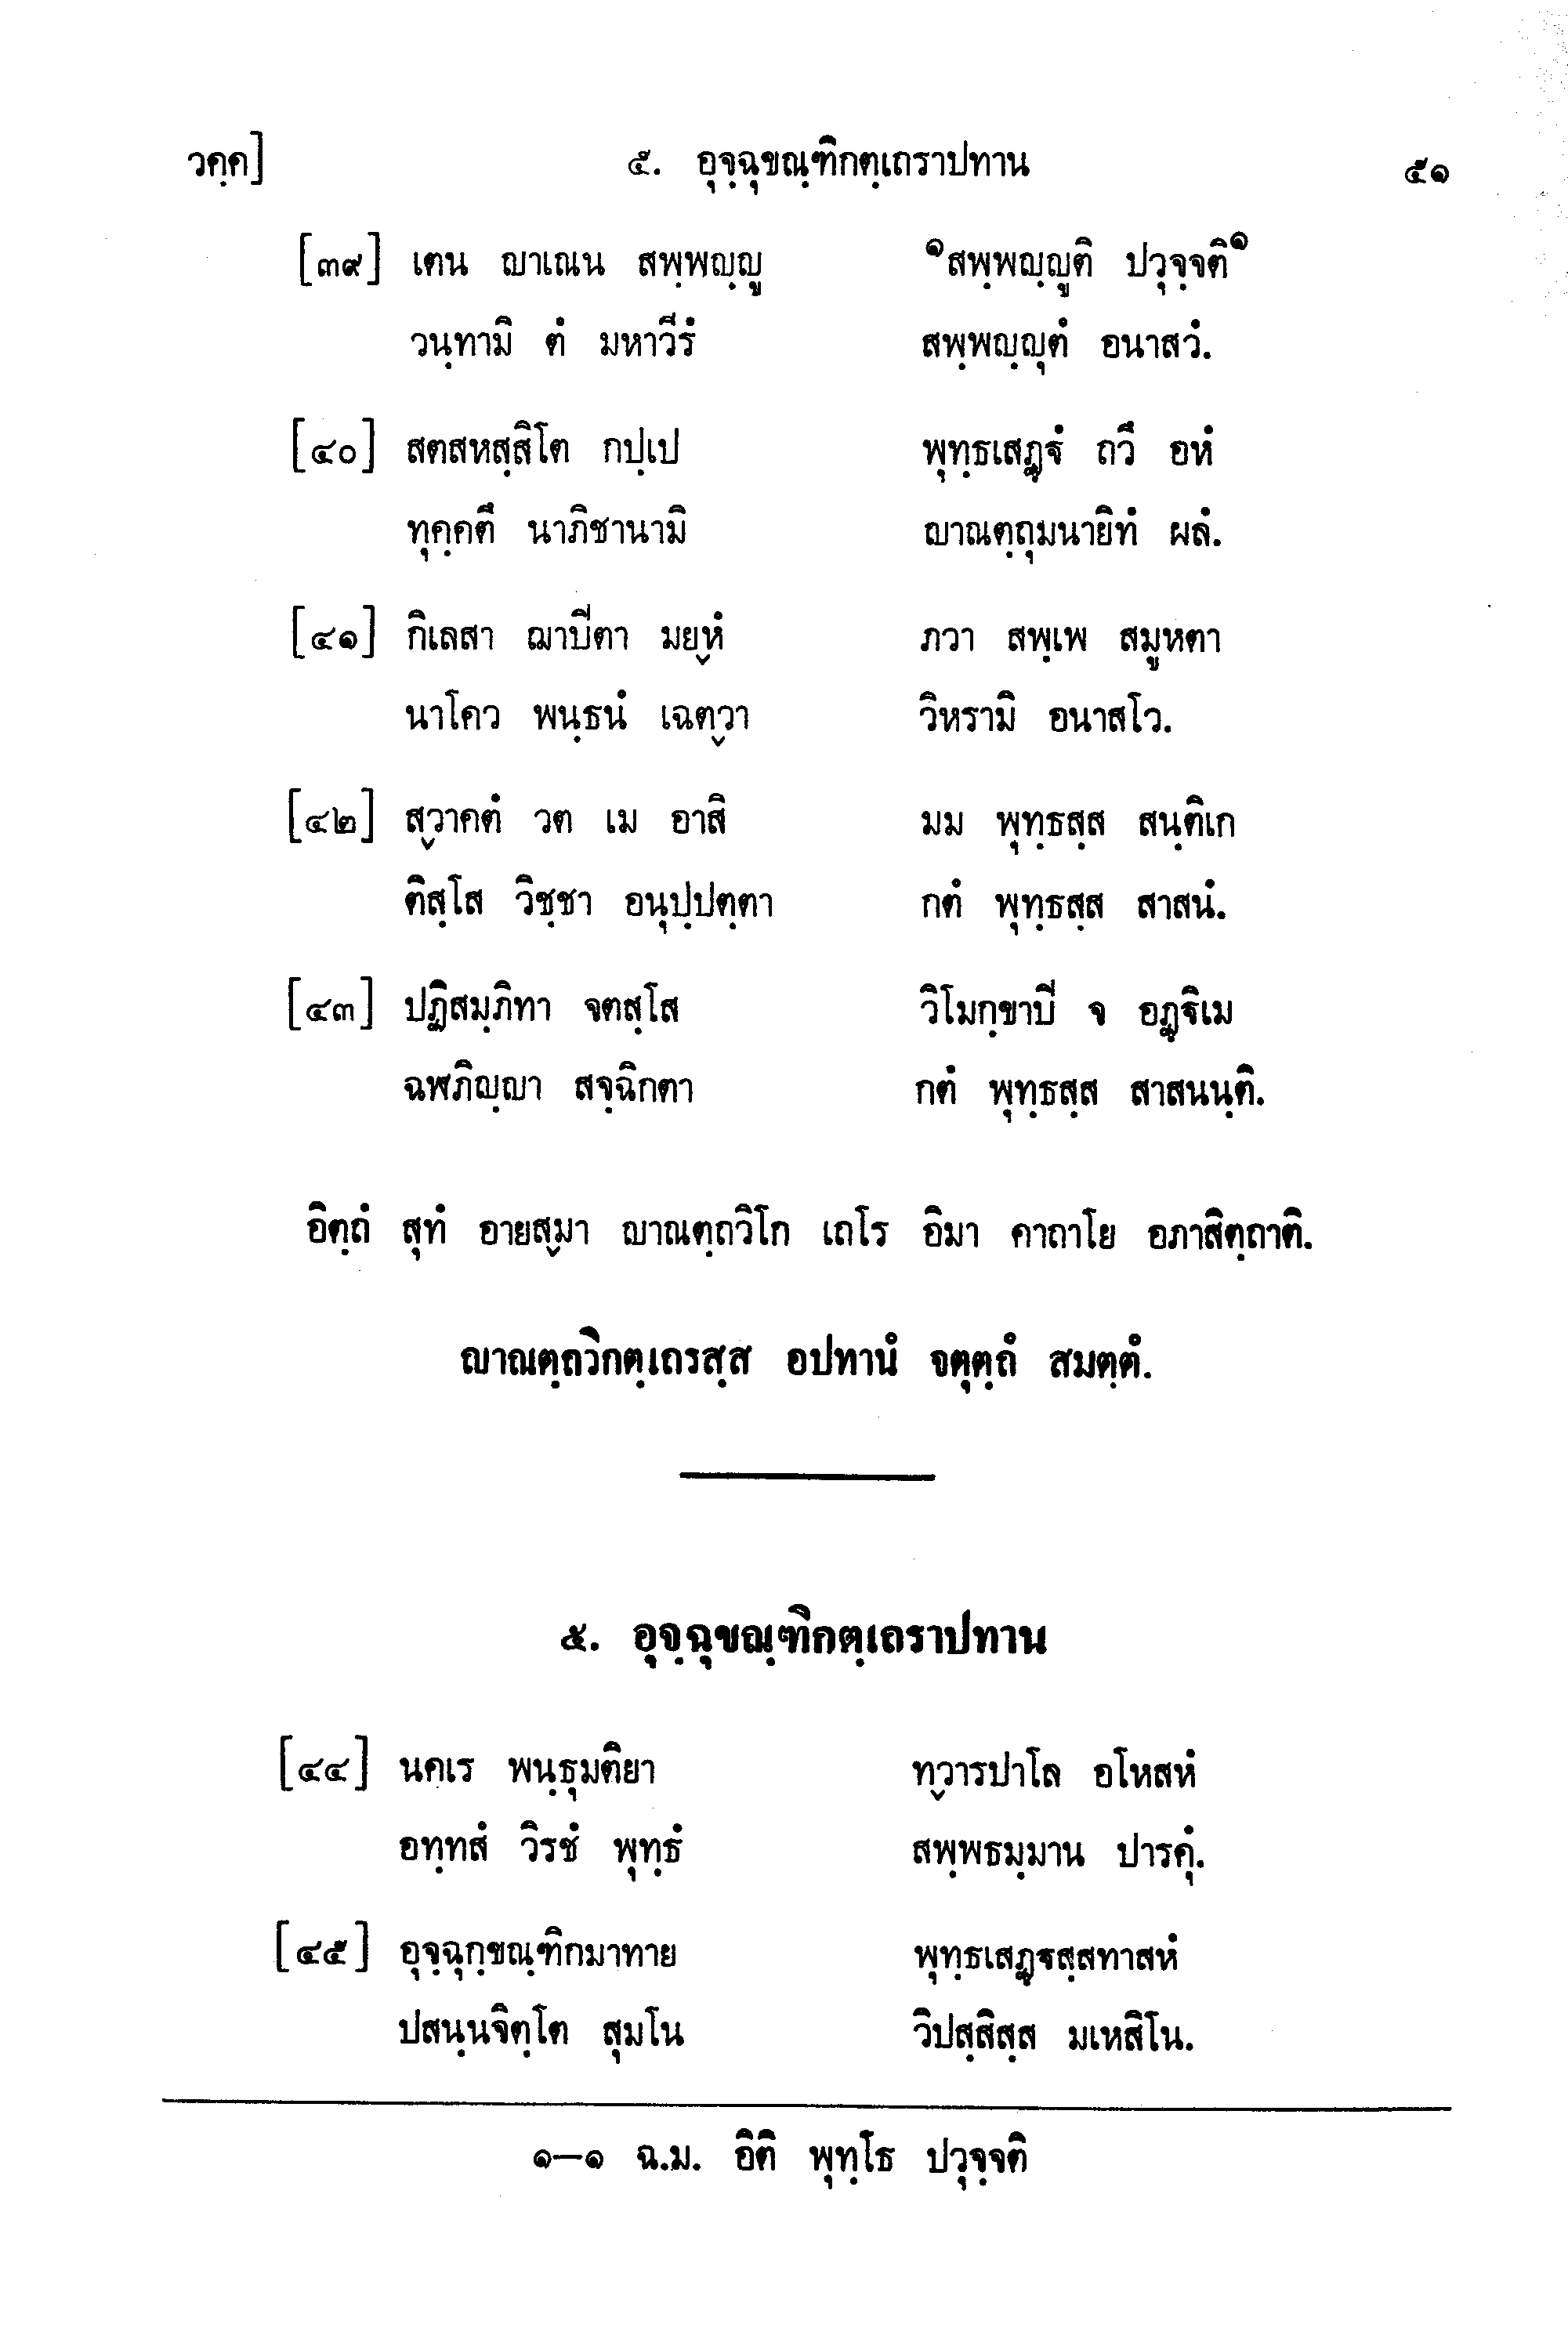 วคฺค] ๕. อุจฺฉุขณฺฑิกตฺเถราปทาน ๕๑
[๓๙] เตน ญาเณน สพฺพญฺญู ๑สพฺพญฺญูติ ปวุจฺจติ๑
วนฺทามิ ตํ มหาวีรํ สพฺพญฺญุตํ อนาสวํ.
[๔๐] สตสหสฺสิโต กปฺเป พุทฺธเสฏฺฐํ ถวึ อหํ
ทุคฺคตึ นาภิชานามิ ญาณตฺถุมนายิทํ ผลํ.
[๔๑] กิเลสา ฌาปีตา มยฺหํ ภวา สพฺเพ สมูหตา
นาโคว พนฺธนํ เฉตฺวา วิหรามิ อนาสโว.
[๔๒] สฺวาคตํ วต เม อาสิ มม พุทฺธสฺส สนฺติเก
ติสฺโส วิชฺชา อนุปฺปตฺตา กตํ พุทฺธสฺส สาสนํ.
[๔๓] ปฏิสมฺภิทา จตสฺโส วิโมกฺขาปี จ อฏฺฐิเม
ฉฬภิญฺญา สจฺฉิกตา กตํ พุทฺธสฺส สาสนนฺติ.
อิตฺถํ สุทํ อายสฺมา ญาณตฺถวิโก เถโร อิมา คาถาโย อภาสิตฺถาติ.
ญาณตฺถวิกตฺเถรสฺส อปทานํ จตุตฺถํ สมตฺตํ.
๕. อุจฺฉุขณฺฑิกตฺเถราปทาน
[๔๔] นคเร พนฺธุมติยา ทฺวารปาโล อโหสหํ
อทฺทสํ วิรชํ พุทฺธํ สพฺพธมฺมาน ปารคุํ.
[๔๕] อุจฺฉุกฺขณฺฑิกมาทาย พุทฺธเสฏฺฐสฺสทาสหํ
ปสนฺนจิตฺโต สุมโน วิปสฺสิสฺส มเหสิโน.
๑—๑ ฉ.ม. อิติ พุทฺโธ ปวุจฺจติ